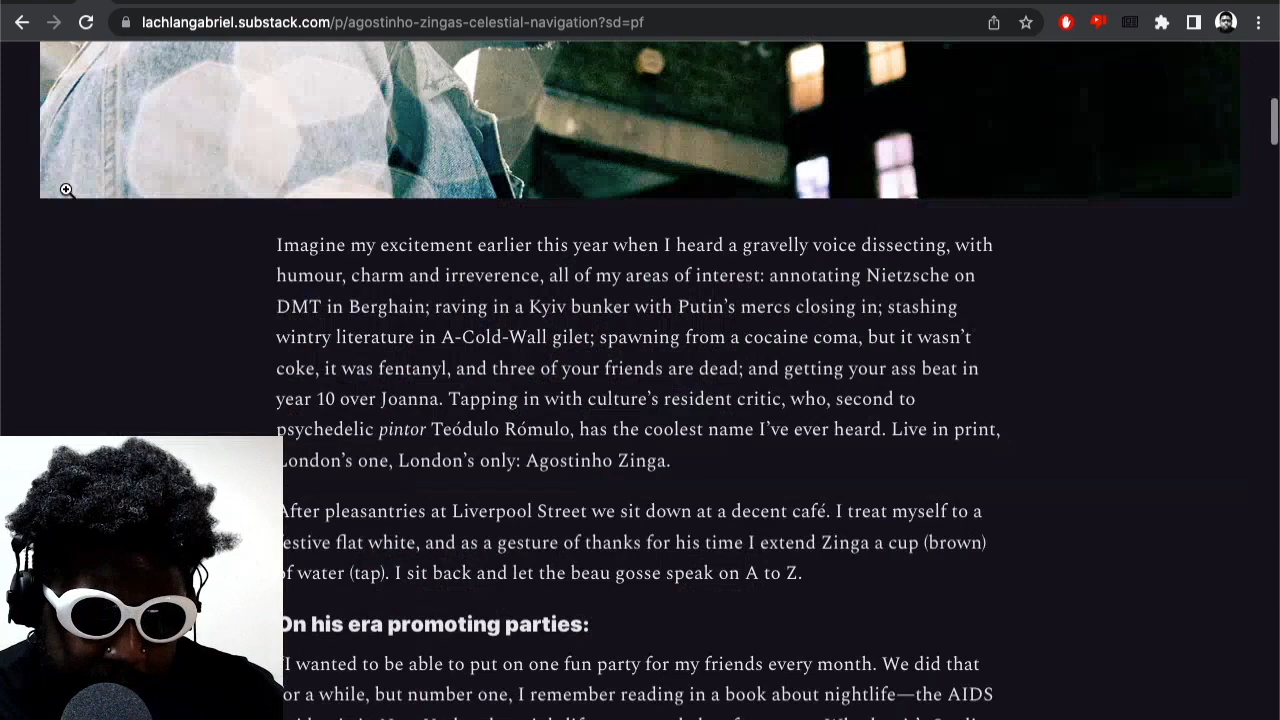 lachlangabriel.substack.com/p/agostinho-zingas-celestial-navigation?sd=pf
Imagine my excitement earlier this year when I heard a gravelly voice dissecting, with
humour, charm and irreverence, all of my areas of interest: annotating Nietzsche on
DMT in Berghain; raving in a Kyiv bunker with Putin’s mercs closing in; stashing
wintry literature in A-Cold-Wall gilet; spawning from a cocaine coma, but it wasn’t
coke, it was fentanyl, and three of your friends are dead; and getting your ass beat in
year 10 over Joanna. Tapping in with culture’s resident critic, who, second to
psychedelic pintor Teódulo Rómulo, has the coolest name I’ve ever heard. Live in print,
London’s one, London’s only: Agostinho Zinga.
After pleasantries at Liverpool Street we sit down at a decent café. I treat myself to a
festive flat white, and as a gesture of thanks for his time I extend Zinga a cup (brown)
of water (tap). I sit back and let the beau gosse speak on A to Z.
On his era promoting parties:
“I wanted to be able to put on one fun party for my friends every month. We did that
for a while, but number one, I remember reading in a book about nightlife—the AIDS